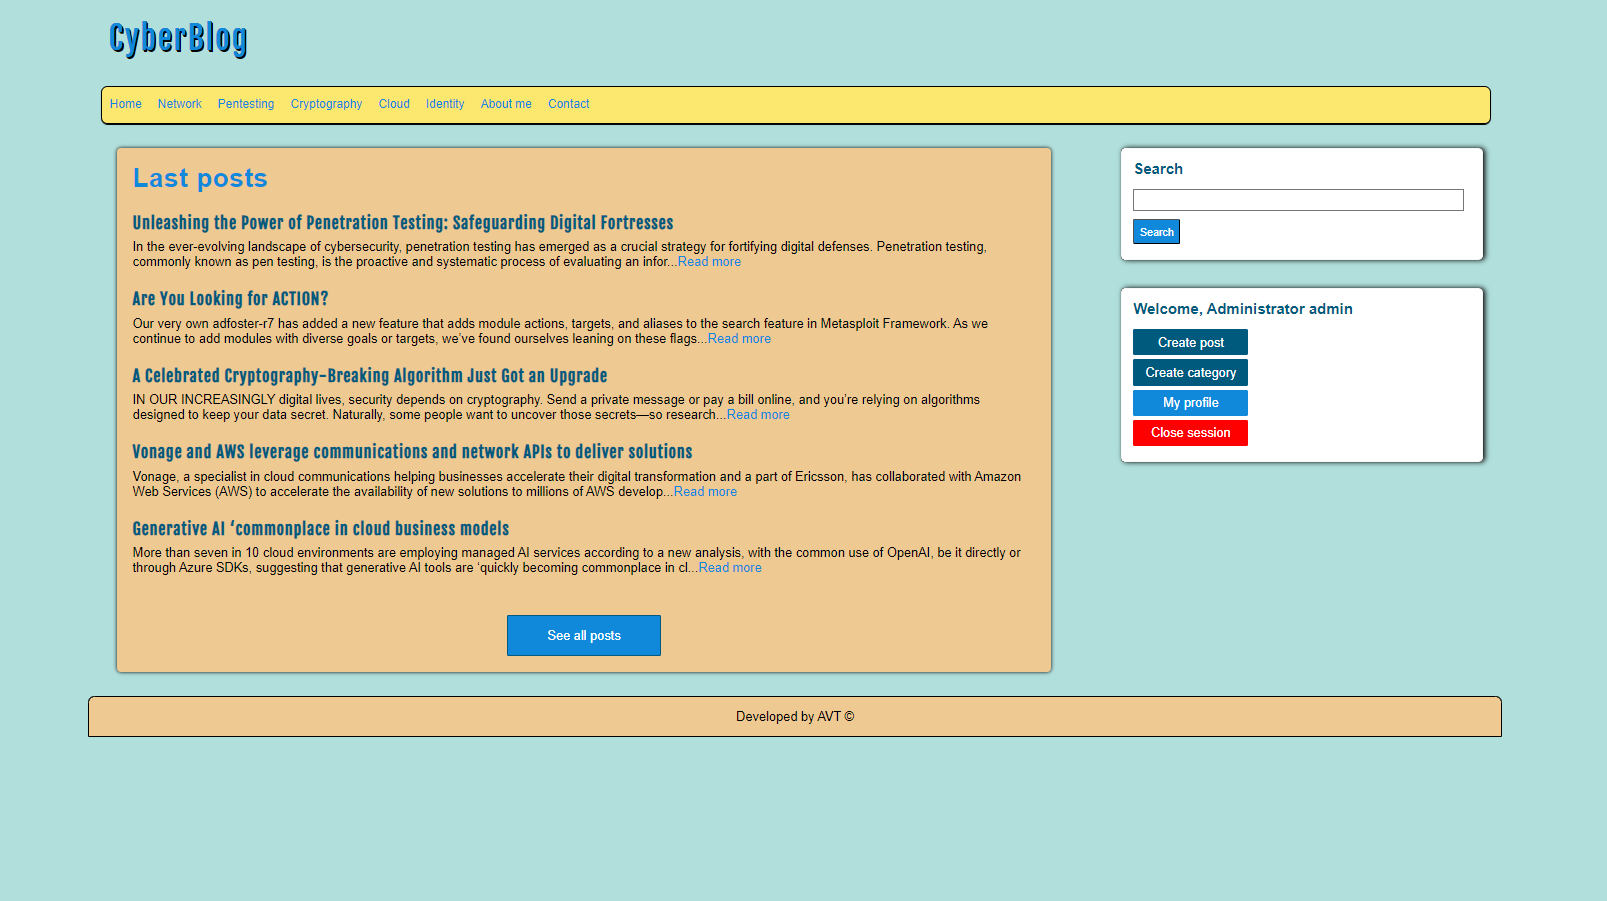 CyberBlog
Home Network Pentesting Cryptography Cloud Identity About me Contact
Last posts
Unleashing the Power of Penetration Testing: Safeguarding Digital Fortresses
In the ever-evolving landscape of cybersecurity, penetration testing has emerged as a crucial strategy for fortifying digital defenses. Penetration testing,
commonly known as pen testing, is the proactive and systematic process of evaluating an infor...Read more
Are You Looking for ACTION?
Our very own adfoster-r7 has added a new feature that adds module actions, targets, and aliases to the search feature in Metasploit Framework. As we
continue to add modules with diverse goals or targets, we’ve found ourselves leaning on these flags...Read more
A Celebrated Cryptography-Breaking Algorithm Just Got an Upgrade
IN OUR INCREASINGLY digital lives, security depends on cryptography. Send a private message or pay a bill online, and you’re relying on algorithms
designed to keep your data secret. Naturally, some people want to uncover those secrets—so research...Read more
Vonage and AWS leverage communications and network APIs to deliver solutions
Vonage, a specialist in cloud communications helping businesses accelerate their digital transformation and a part of Ericsson, has collaborated with Amazon
Web Services (AWS) to accelerate the availability of new solutions to millions of AWS develop...Read more
Generative AI ‘commonplace in cloud business models
More than seven in 10 cloud environments are employing managed AI services according to a new analysis, with the common use of OpenAI, be it directly or
through Azure SDKs, suggesting that generative AI tools are ‘quickly becoming commonplace in cl...Read more
See all posts
Search
Search
Welcome, Administrator admin
Create post
Create category
My profile
Close session
Developed by AVT ©